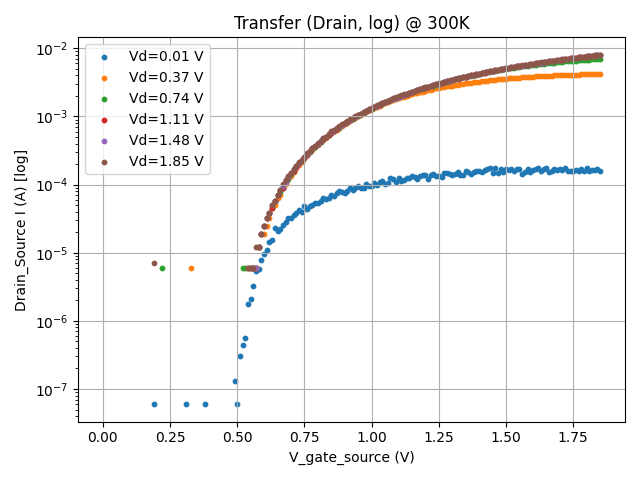 Transfer (Drain, log) @ 300K
Vd=0.01 V
Vd=0.37 V
Vd=0.74 V
Vd=1.11 V
Vd=1.48 V
Vd=1.85 V
Drain_Source I (A) [log]
10⁻²
10⁻³
10⁻⁴
10⁻⁵
10⁻⁶
10⁻⁷
0.00 0.25 0.50 0.75 1.00 1.25 1.50 1.75
V_gate_source (V)